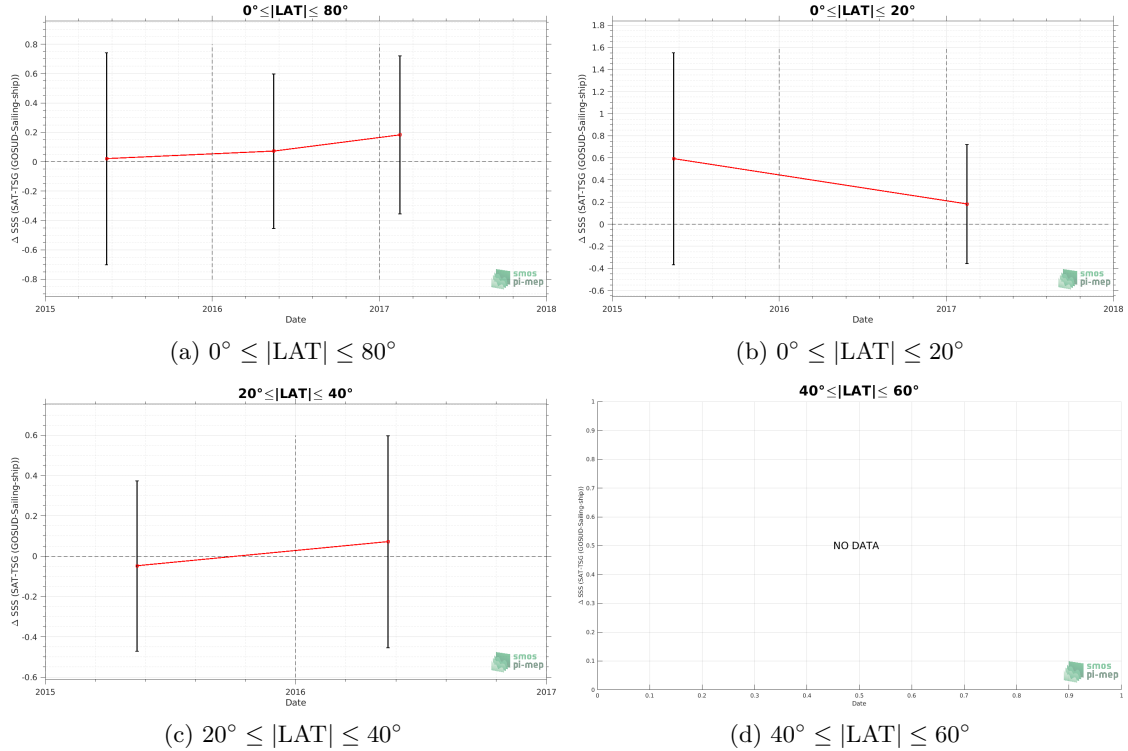 0°≤|LAT|≤ 80°
Δ SSS (SAT-TSG (GOSUD-Sailing-ship))
0.8
0.6
0.4
0.2
0
-0.2
-0.4
-0.6
-0.8
2015
2016
2017
2018
Date
smos
pi-mep
(a) 0° ≤ |LAT| ≤ 80°
0°≤|LAT|≤ 20°
Δ SSS (SAT-TSG (GOSUD-Sailing-ship))
1.8
1.6
1.4
1.2
1
0.8
0.6
0.4
0.2
0
-0.2
-0.4
-0.6
2015
2016
2017
2018
Date
smos
pi-mep
(b) 0° ≤ |LAT| ≤ 20°
20°≤|LAT|≤ 40°
Δ SSS (SAT-TSG (GOSUD-Sailing-ship))
0.6
0.4
0.2
0
-0.2
-0.4
-0.6
2015
2016
2017
Date
smos
pi-mep
(c) 20° ≤ |LAT| ≤ 40°
40°≤|LAT|≤ 60°
Δ SSS (SAT-TSG (GOSUD-Sailing-ship))
1
0.9
0.8
0.7
0.6
0.5
0.4
0.3
0.2
0.1
0
NO DATA
0 0.1 0.2 0.3 0.4 0.5 0.6 0.7 0.8 0.9 1
Date
smos
pi-mep
(d) 40° ≤ |LAT| ≤ 60°